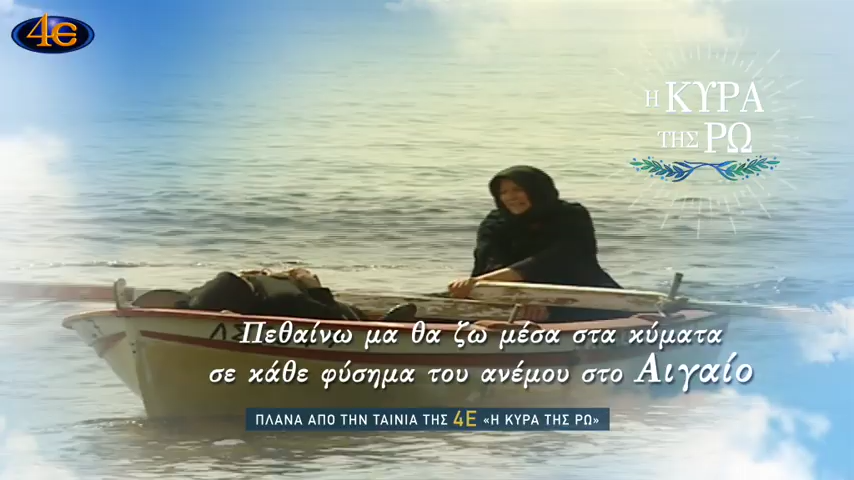 4Ε
Η ΚΥΡΑ
ΤΗΣ ΡΩ
Πεθαίνω μα θα ζω μέσα στα κύματα
σε κάθε φύσημα του ανέμου στο Αιγαίο
ΠΛΑΝΑ ΑΠΟ ΤΗΝ ΤΑΙΝΙΑ ΤΗΣ 4Ε «Η ΚΥΡΑ ΤΗΣ ΡΩ»